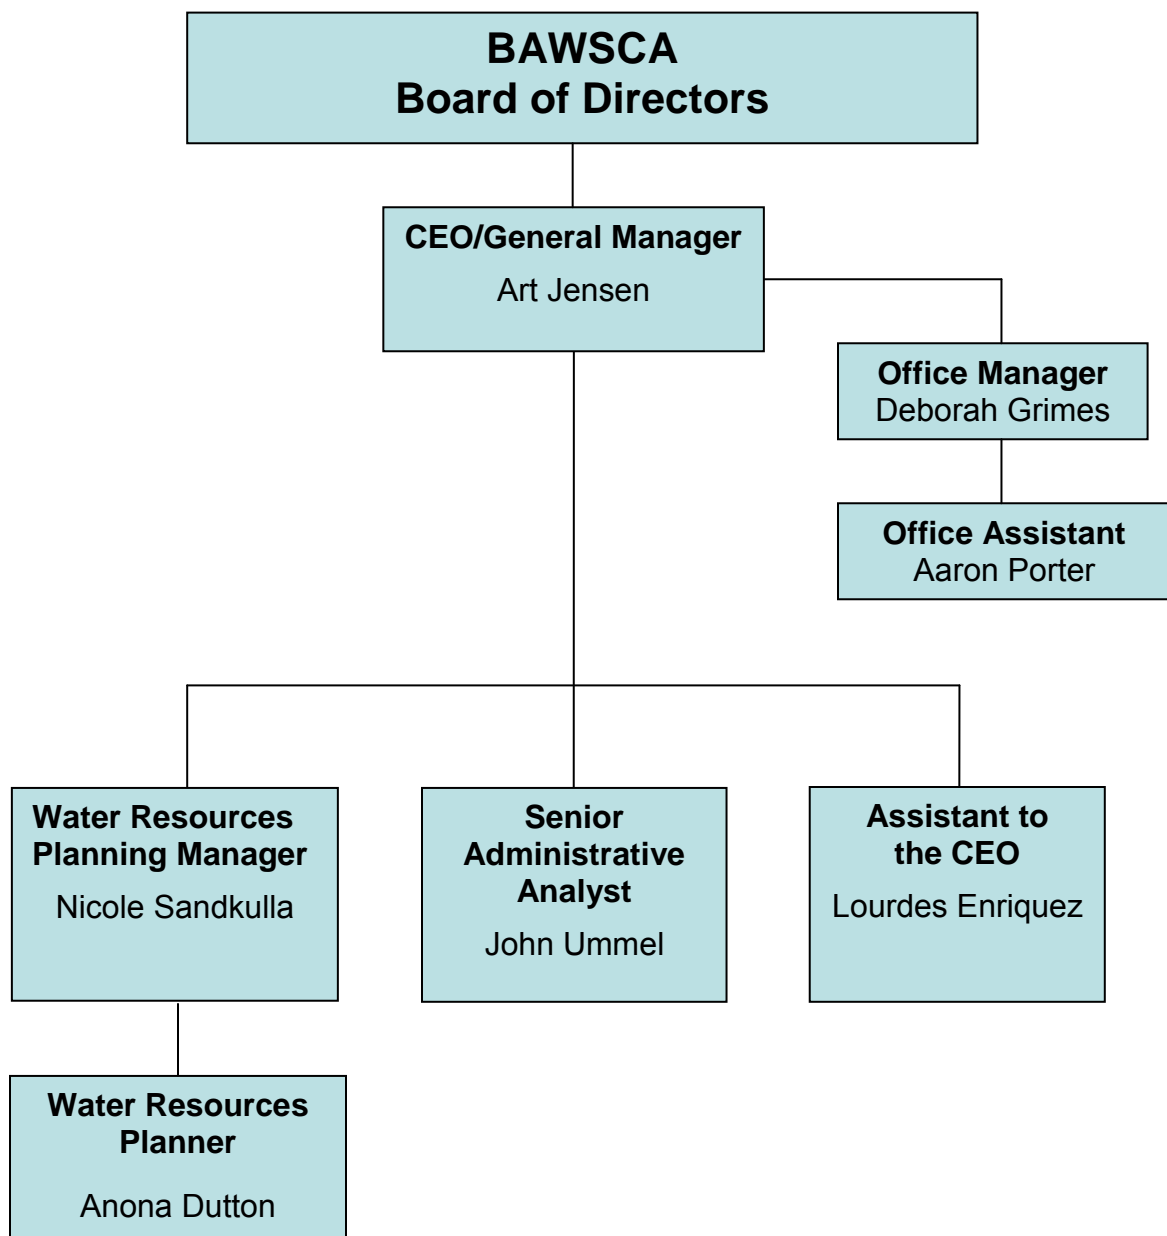 BAWSCA
Board of Directors
CEO/General Manager
Art Jensen
Office Manager
Deborah Grimes
Office Assistant
Aaron Porter
Water Resources
Planning Manager
Nicole Sandkulla
Senior
Administrative
Analyst
John Ummel
Assistant to
the CEO
Lourdes Enriquez
Water Resources
Planner
Anona Dutton